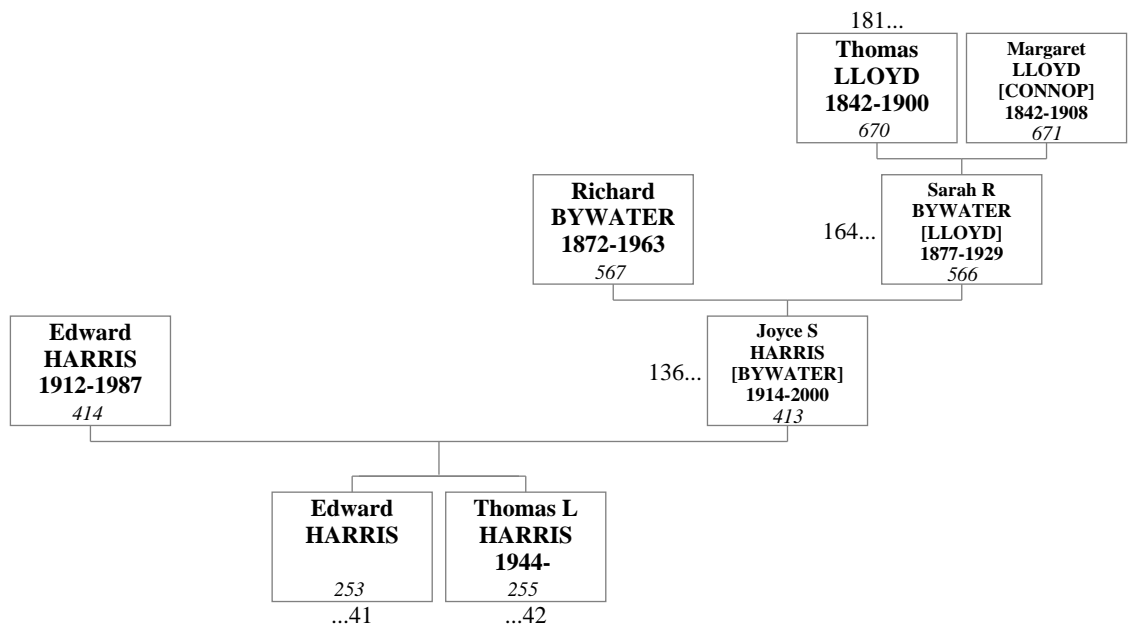 181...
Thomas
LLOYD
1842-1900
670
Margaret
LLOYD
[CONNOP]
1842-1908
671
Richard
BYWATER
1872-1963
567
164...
Sarah R
BYWATER
[LLOYD]
1877-1929
566
Edward
HARRIS
1912-1987
414
136...
Joyce S
HARRIS
[BYWATER]
1914-2000
413
Edward
HARRIS
253
...41
Thomas L
HARRIS
1944-
255
...42